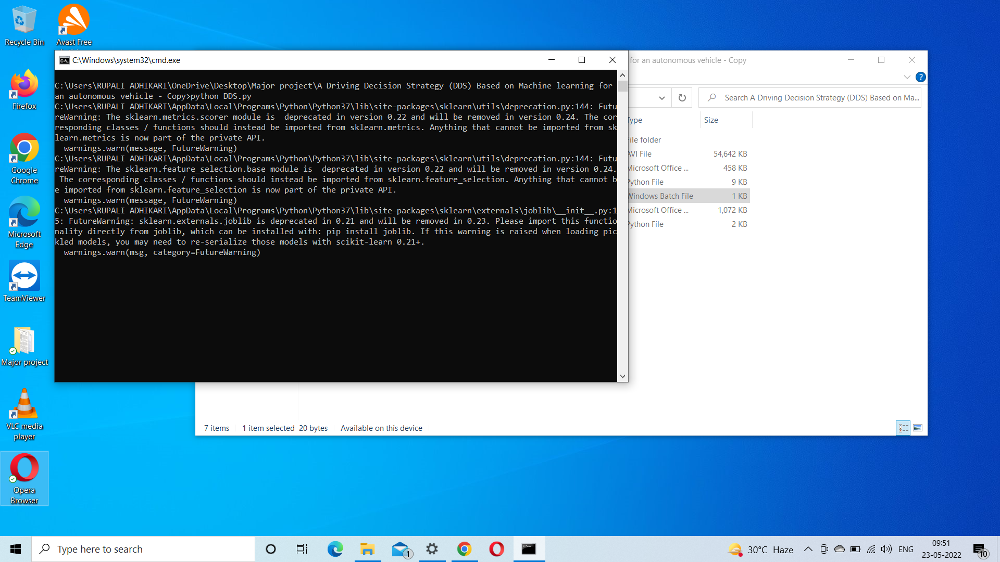 Recycle Bin
Avast Free
Firefox
Google
Chrome
Microsoft
Edge
TeamViewer
Major project
VLC media
player
Opera
Browser
C:\Windows\system32\cmd.exe
C:\Users\RUPALI ADHIKARI\OneDrive\Desktop\Major project\A Driving Decision Strategy (DDS) Based on Machine learning for
an autonomous vehicle - Copy>python DDS.py
C:\Users\RUPALI ADHIKARI\AppData\Local\Programs\Python\Python37\lib\site-packages\sklearn\utils\deprecation.py:144: Futu
reWarning: The sklearn.metrics.scorer module is  deprecated in version 0.22 and will be removed in version 0.24. The cor
responding classes / functions should instead be imported from sklearn.metrics. Anything that cannot be imported from sk
learn.metrics is now part of the private API.
  warnings.warn(message, FutureWarning)
C:\Users\RUPALI ADHIKARI\AppData\Local\Programs\Python\Python37\lib\site-packages\sklearn\utils\deprecation.py:144: Futu
reWarning: The sklearn.feature_selection.base module is  deprecated in version 0.22 and will be removed in version 0.24.
 The corresponding classes / functions should instead be imported from sklearn.feature_selection. Anything that cannot b
e imported from sklearn.feature_selection is now part of the private API.
  warnings.warn(message, FutureWarning)
C:\Users\RUPALI ADHIKARI\AppData\Local\Programs\Python\Python37\lib\site-packages\sklearn\externals\joblib\__init__.py:1
5: FutureWarning: sklearn.externals.joblib is deprecated in 0.21 and will be removed in 0.23. Please import this functio
nality directly from joblib, which can be installed with: pip install joblib. If this warning is raised when loading pic
kled models, you may need to re-serialize those models with scikit-learn 0.21+.
  warnings.warn(msg, category=FutureWarning)
for an autonomous vehicle - Copy
Search A Driving Decision Strategy (DDS) Based on Ma...
Type Size
File folder
AVI File 54,642 KB
Microsoft Office ... 458 KB
Python File 9 KB
Windows Batch File 1 KB
Microsoft Office ... 1,072 KB
Python File 2 KB
7 items 1 item selected 20 bytes Available on this device
Type here to search
1
30°C Haze
ENG
09:51
23-05-2022
10